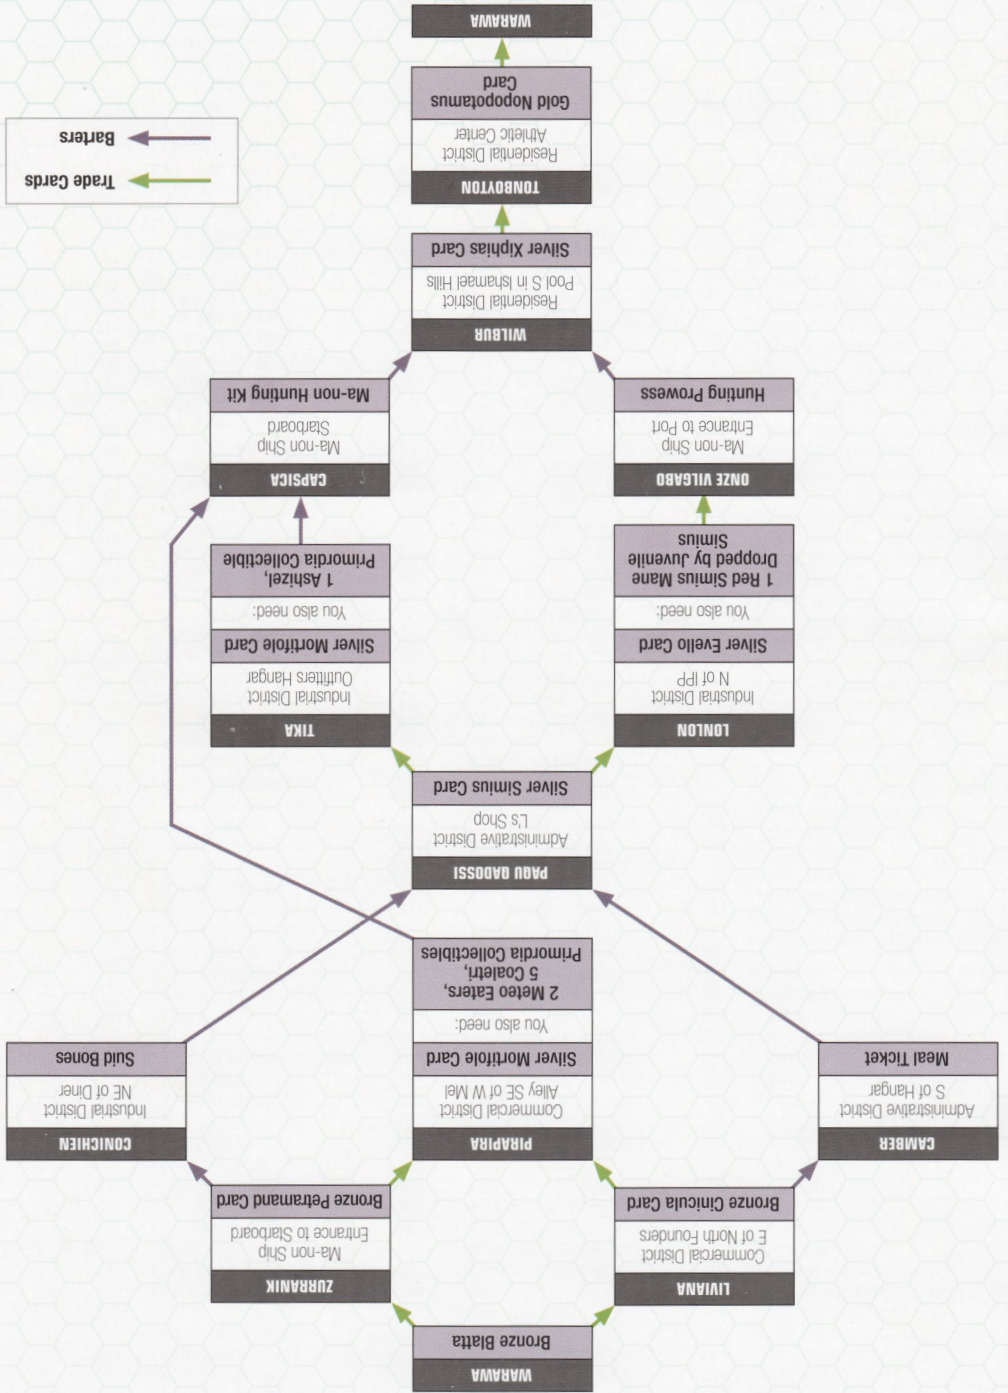 WARAWA
Bronze Blatta
LIVIANA
Commercial District
E of North Founders
Bronze Cinicula Card
ZURRANIK
Ma-non Ship
Entrance to Starboard
Bronze Petramand Card
CAMBER
Administrative District
S of Hangar
Meal Ticket
PIRAPIRA
Commercial District
Alley SE of W Mel
Silver Mortifole Card
You also need:
2 Meteo Eaters,
5 Coaletri,
Primordia Collectibles
CONICHIEN
Industrial District
NE of Diner
Suid Bones
PAQU QADOSSI
Administrative District
L's Shop
Silver Simius Card
LONLON
Industrial District
N of IPP
Silver Evello Card
You also need:
1 Red Simius Mane
Dropped by Juvenile
Simius
TIKA
Industrial District
Outfitters Hangar
Silver Mortifole Card
You also need:
1 Ashizel,
Primordia Collectible
ONZE VILGABO
Ma-non Ship
Entrance to Port
Hunting Prowess
CAPSICA
Ma-non Ship
Starboard
Ma-non Hunting Kit
WILBUR
Residential District
Pool S in Ishamael Hills
Silver Xiphias Card
TONBOYTON
Residential District
Athletic Center
Gold Nopopotamus
Card
WARAWA
Trade Cards
Barters